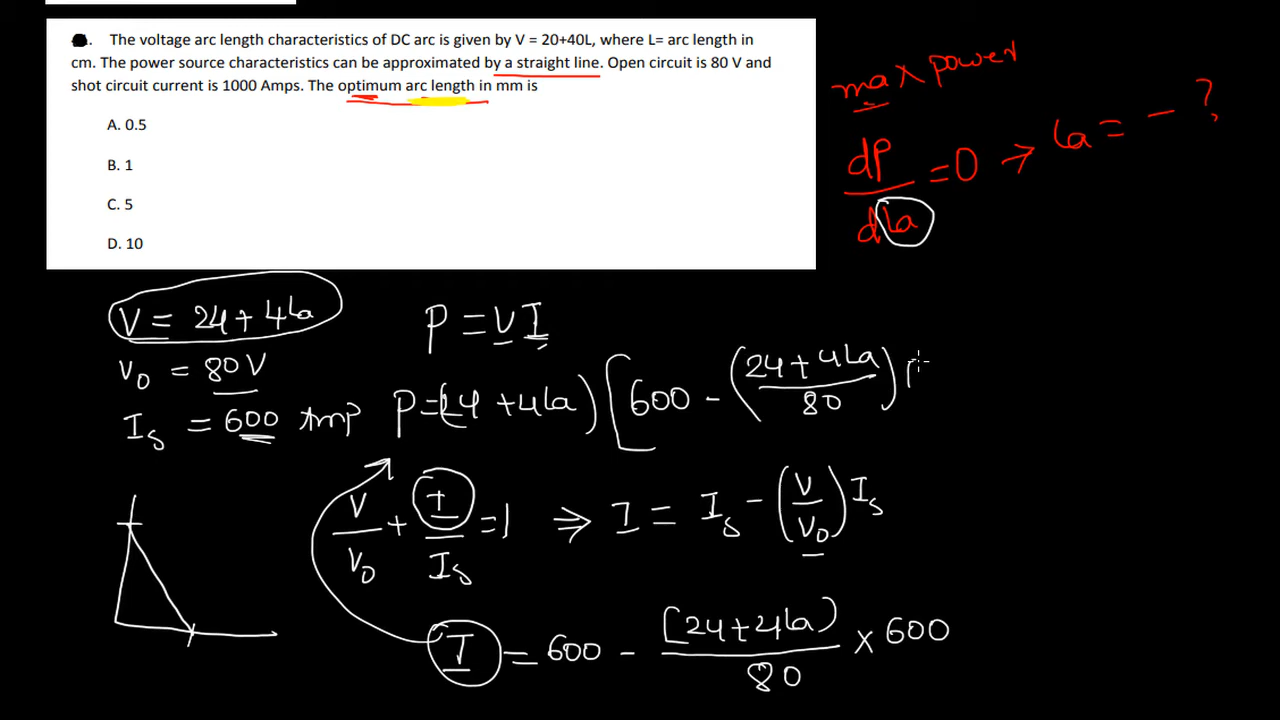 . The voltage arc length characteristics of DC arc is given by V = 20+40L, where L= arc length in
cm. The power source characteristics can be approximated by a straight line. Open circuit is 80 V and
shot circuit current is 1000 Amps. The optimum arc length in mm is
A. 0.5
B. 1
C. 5
D. 10
max power
dP/dla = 0 → la = — ?
V = 24 + 4la
V0 = 80V
Is = 600 Amp
P = VI
P = (24 + 4la) [600 - ((24 + 4la)/80)
V/V0 + I/Is = 1 ⇒ I = Is - (V/V0) Is
I = 600 - (24+4la)/80 × 600